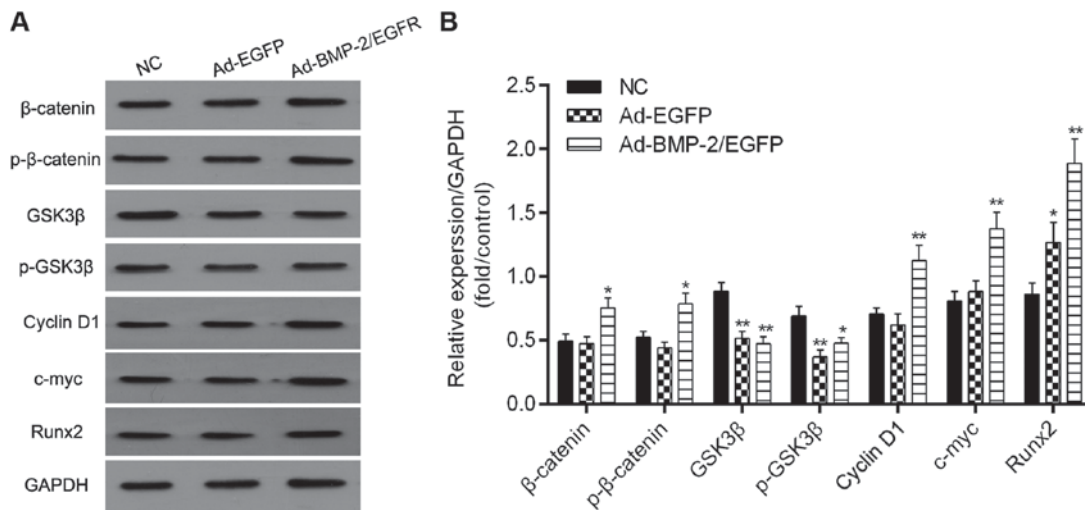 A
NC Ad-EGFP Ad-BMP-2/EGFR
β-catenin
p-β-catenin
GSK3β
p-GSK3β
Cyclin D1
c-myc
Runx2
GAPDH
B
Relative experssion/GAPDH
(fold/control)
2.5
2.0
1.5
1.0
0.5
0.0
NC
Ad-EGFP
Ad-BMP-2/EGFP
* * ** ** ** * ** ** * **
β-catenin p-β-catenin GSK3β p-GSK3β Cyclin D1 c-myc Runx2